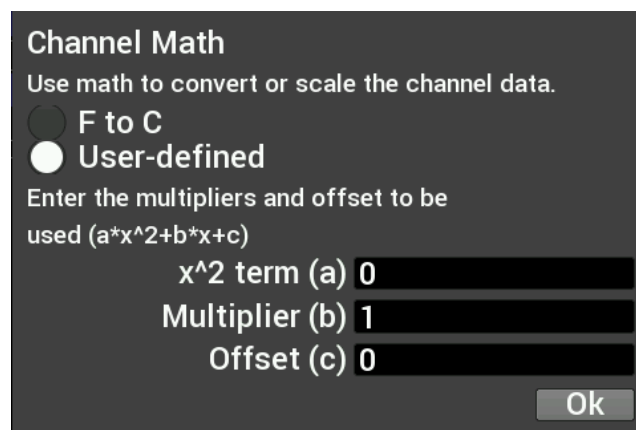 Channel Math
Use math to convert or scale the channel data.
F to C
User-defined
Enter the multipliers and offset to be
used (a*x^2+b*x+c)
x^2 term (a) 0
Multiplier (b) 1
Offset (c) 0
Ok